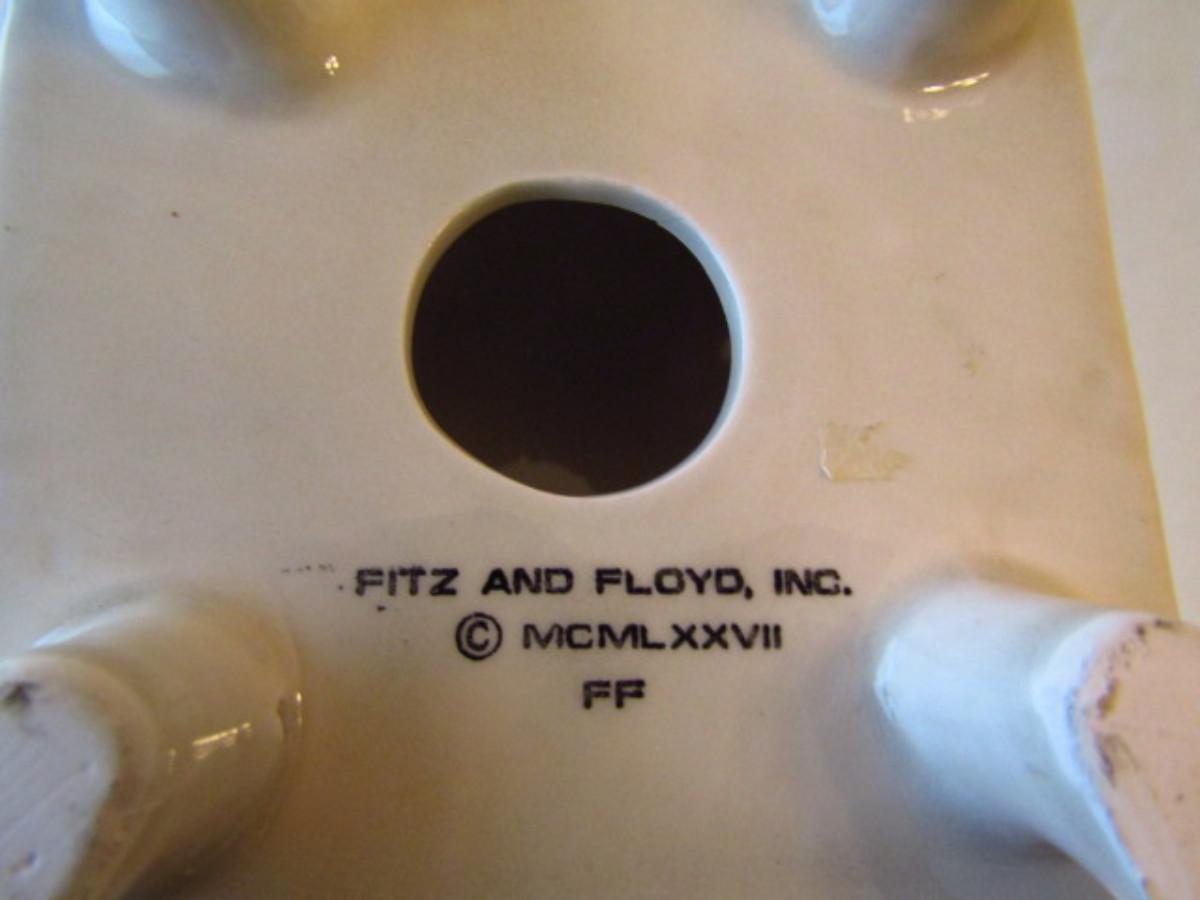 FITZ AND FLOYD, INC.
© MCMLXXVII
FF